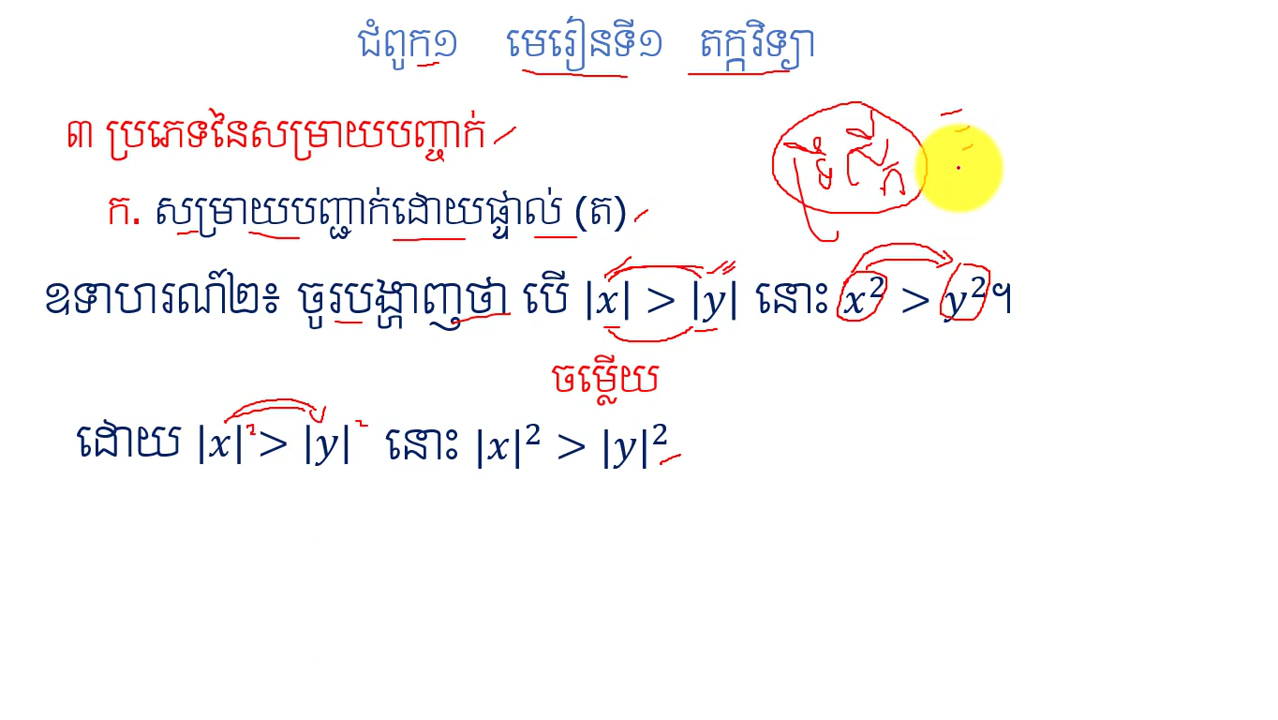 ជំពូក១ មេរៀនទី១ តក្កវិទ្យា
៣ ប្រភេទនៃសម្រាយបញ្ចាក់
ក. សម្រាយបញ្ជាក់ដោយផ្ទាល់ (ត)
ឧទាហរណ៍២៖ ចូរបង្ហាញថា បើ |x| > |y| នោះ x² > y²។
ចម្លើយ
ដោយ |x| > |y| នោះ |x|² > |y|²